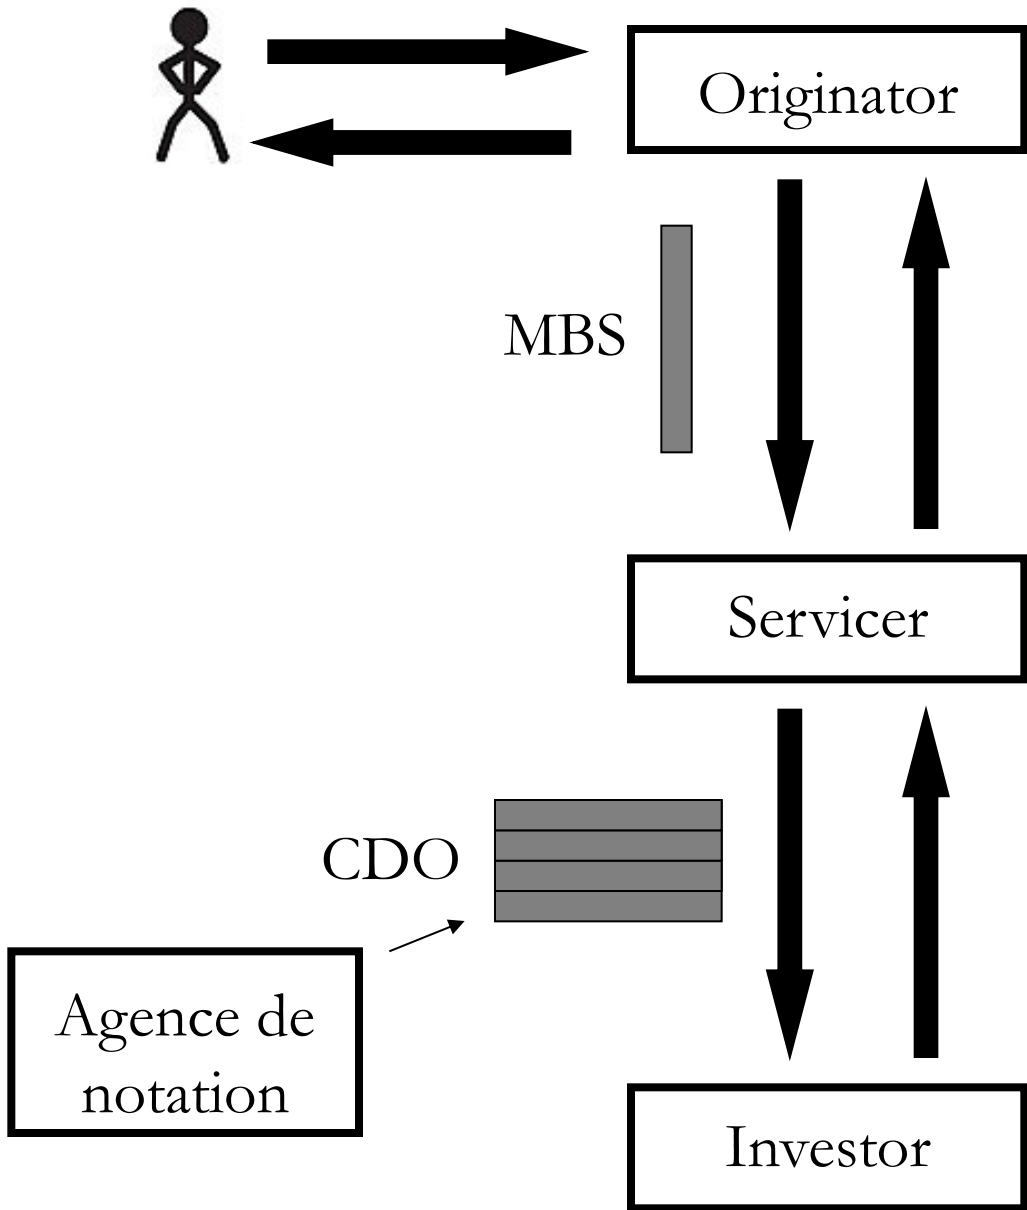 Originator
MBS
Servicer
CDO
Agence de
notation
Investor